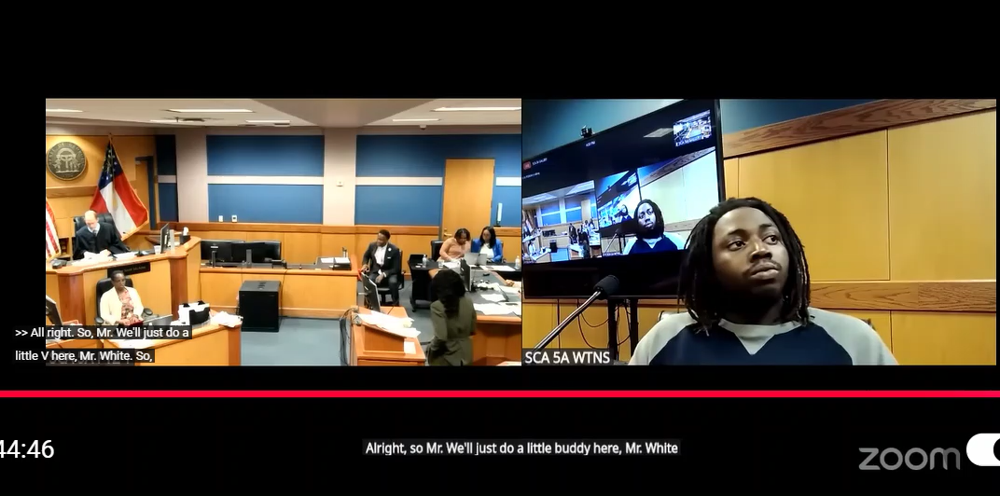 >> All right. So, Mr. We'll just do a
little V here, Mr. White. So,
SCA 5A WTNS
44:46
Alright, so Mr. We'll just do a little buddy here, Mr. White
zoom